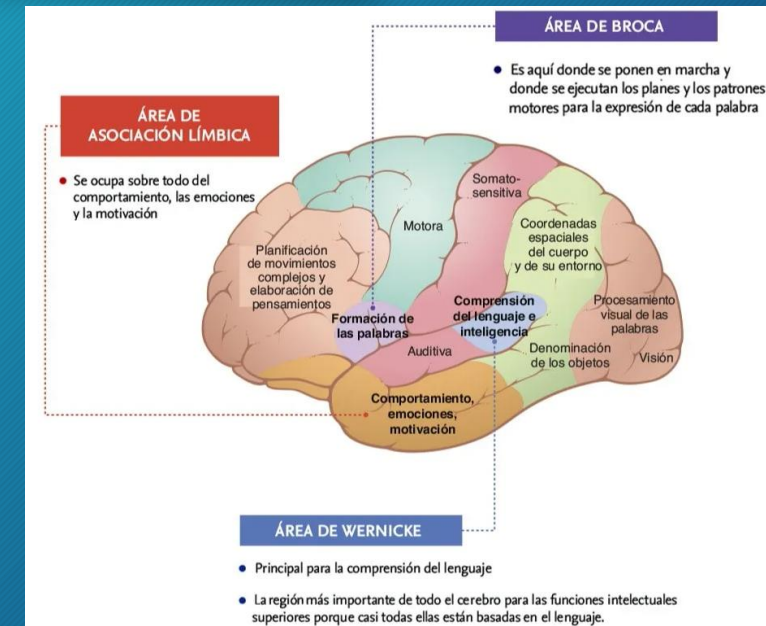 ÁREA DE BROCA
• Es aquí donde se ponen en marcha y
donde se ejecutan los planes y los patrones
motores para la expresión de cada palabra
ÁREA DE
ASOCIACIÓN LÍMBICA
• Se ocupa sobre todo del
comportamiento, las emociones
y la motivación
Somato-
sensitiva
Motora
Coordenadas
espaciales
del cuerpo
y de su entorno
Planificación
de movimientos
complejos y
elaboración de
pensamientos
Formación de
las palabras
Comprensión
del lenguaje e
inteligencia
Procesamiento
visual de las
palabras
Auditiva
Denominación
de los objetos
Visión
Comportamiento,
emociones,
motivación
ÁREA DE WERNICKE
• Principal para la comprensión del lenguaje
• La región más importante de todo el cerebro para las funciones intelectuales
superiores porque casi todas ellas están basadas en el lenguaje.